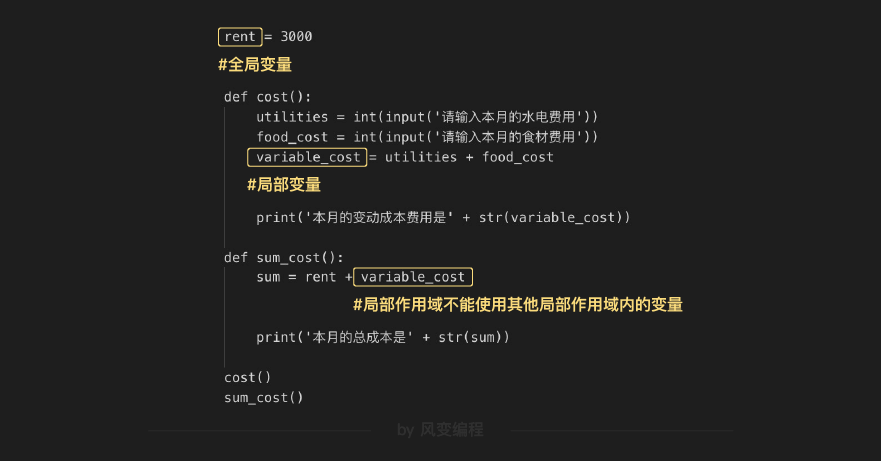 rent = 3000
#全局变量
def cost():
utilities = int(input('请输入本月的水电费用'))
food_cost = int(input('请输入本月的食材费用'))
variable_cost = utilities + food_cost
#局部变量
print('本月的变动成本费用是' + str(variable_cost))
def sum_cost():
sum = rent + variable_cost
#局部作用域不能使用其他局部作用域内的变量
print('本月的总成本是' + str(sum))
cost()
sum_cost()
by 风变编程